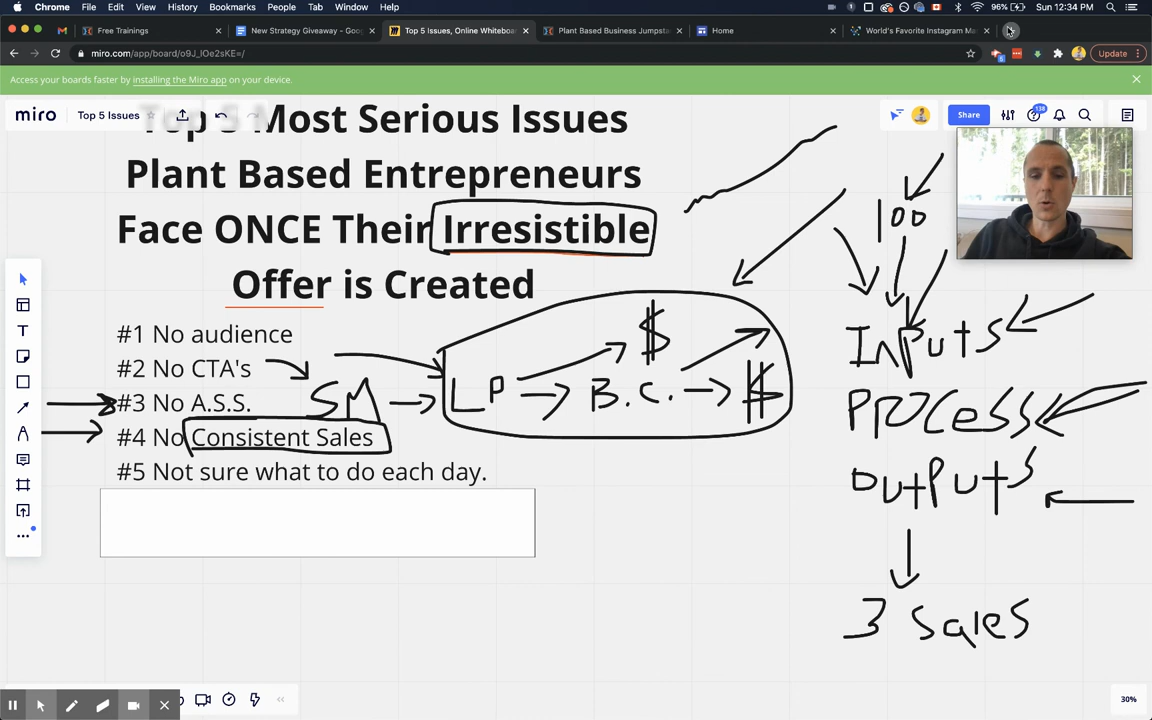 Chrome File Edit View History Bookmarks People Tab Window Help 96% Sun 12:34 PM
Free Trainings New Strategy Giveaway - Goo Top 5 Issues, Online Whiteboa Plant Based Business Jumpsta Home World's Favorite Instagram Ma
miro.com/app/board/o9J_lOe2sKE=/ Update
Access your boards faster by installing the Miro app on your device.
miro Top 5 Issues Share 138
Top 5 Most Serious Issues
Plant Based Entrepreneurs
Face ONCE Their Irresistible
Offer is Created
#1 No audience
#2 No CTA's
#3 No A.S.S.
#4 No Consistent Sales
#5 Not sure what to do each day.
$
SM LP B.C. $
100
INPUTS
PROCESS
OUTPUTS
3 Sales
30%